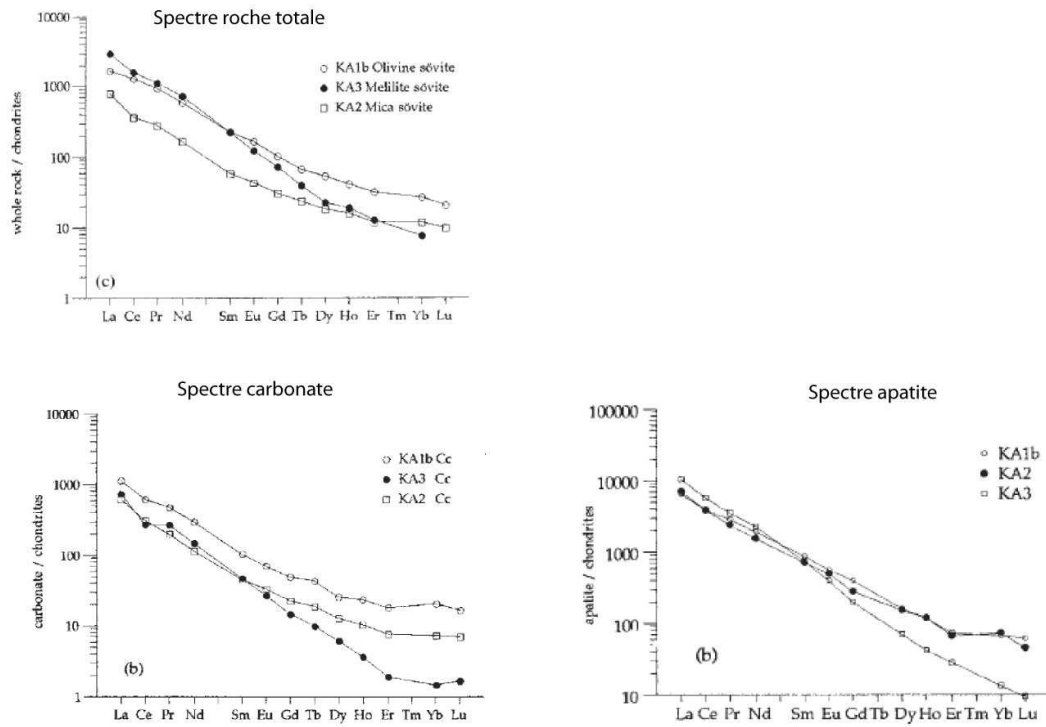 Spectre roche totale
10000
1000
100
10
1
whole rock / chondrites
KA1b Olivine sövite
KA3 Melilite sövite
KA2 Mica sövite
(c)
La Ce Pr Nd Sm Eu Gd Tb Dy Ho Er Tm Yb Lu
Spectre carbonate
10000
1000
100
10
1
carbonate / chondrites
KA1b Cc
KA3 Cc
KA2 Cc
(b)
La Ce Pr Nd Sm Eu Gd Tb Dy Ho Er Tm Yb Lu
Spectre apatite
100000
10000
1000
100
10
apatite / chondrites
KA1b
KA2
KA3
(b)
La Ce Pr Nd Sm Eu Gd Tb Dy Ho Er Tm Yb Lu